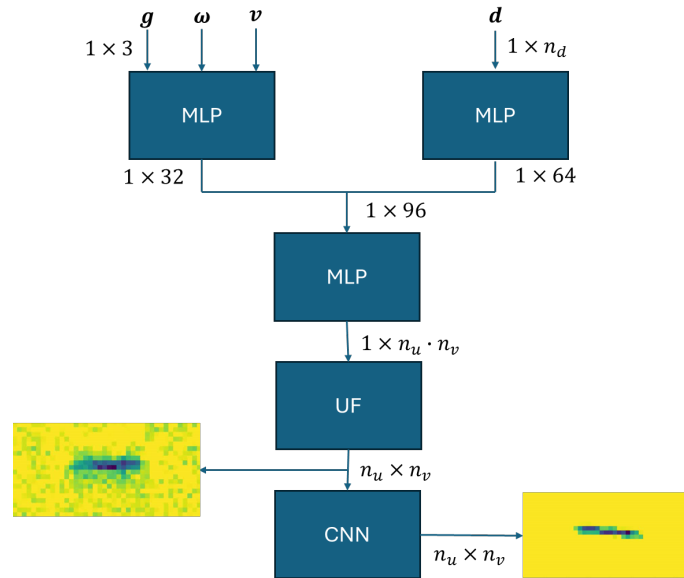 g ω v d
1 × 3
1 × n_d
MLP
MLP
1 × 32
1 × 64
1 × 96
MLP
1 × n_u · n_v
UF
n_u × n_v
CNN
n_u × n_v